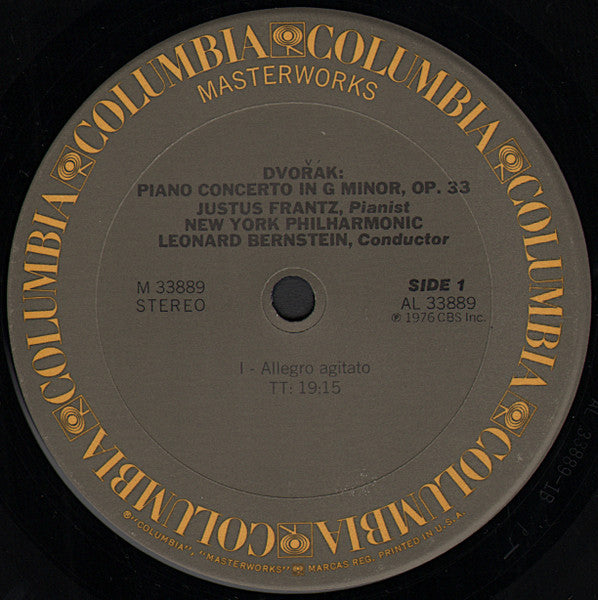 COLUMBIA COLUMBIA COLUMBIA COLUMBIA COLUMBIA COLUMBIA
MASTERWORKS
DVOŘÁK:
PIANO CONCERTO IN G MINOR, OP. 33
JUSTUS FRANTZ, Pianist
NEW YORK PHILHARMONIC
LEONARD BERNSTEIN, Conductor
M 33889
STEREO
SIDE 1
AL 33889
℗ 1976 CBS Inc.
I - Allegro agitato
TT: 19:15
®"COLUMBIA", "MASTERWORKS" MARCAS REG. PRINTED IN U.S.A.
AL 33889-1B